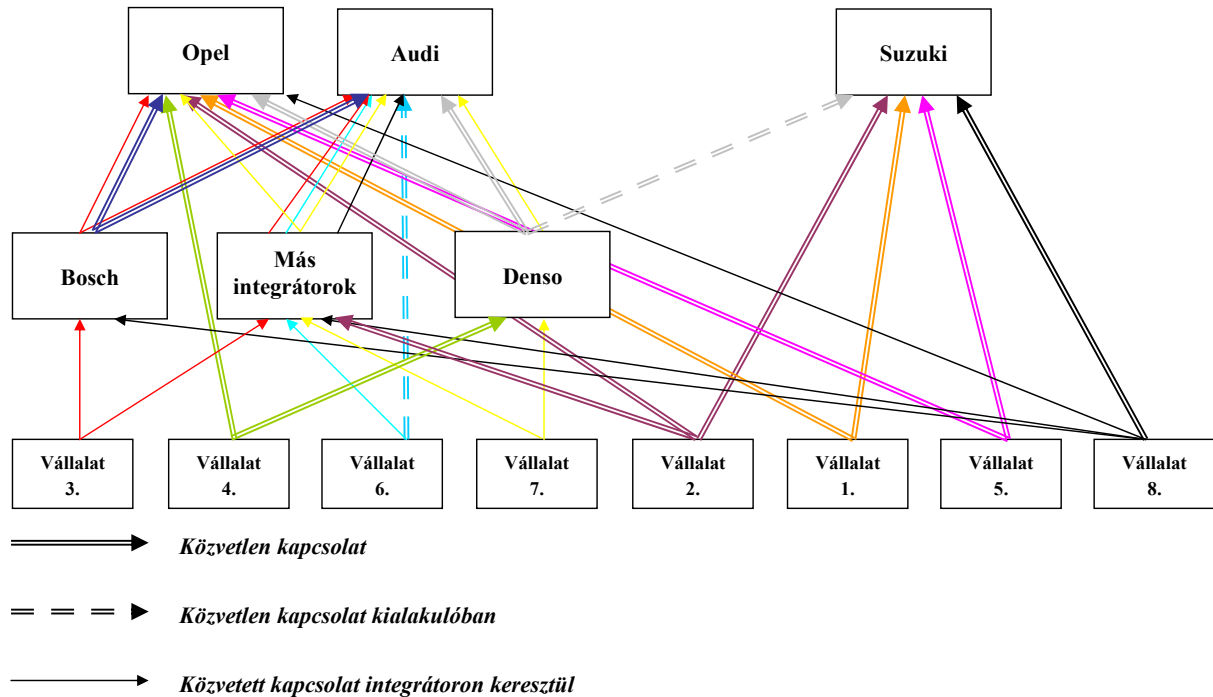 Opel
Audi
Suzuki
Bosch
Más
integrátorok
Denso
Vállalat
3.
Vállalat
4.
Vállalat
6.
Vállalat
7.
Vállalat
2.
Vállalat
1.
Vállalat
5.
Vállalat
8.
Közvetlen kapcsolat
Közvetlen kapcsolat kialakulóban
Közvetett kapcsolat integrátoron keresztül